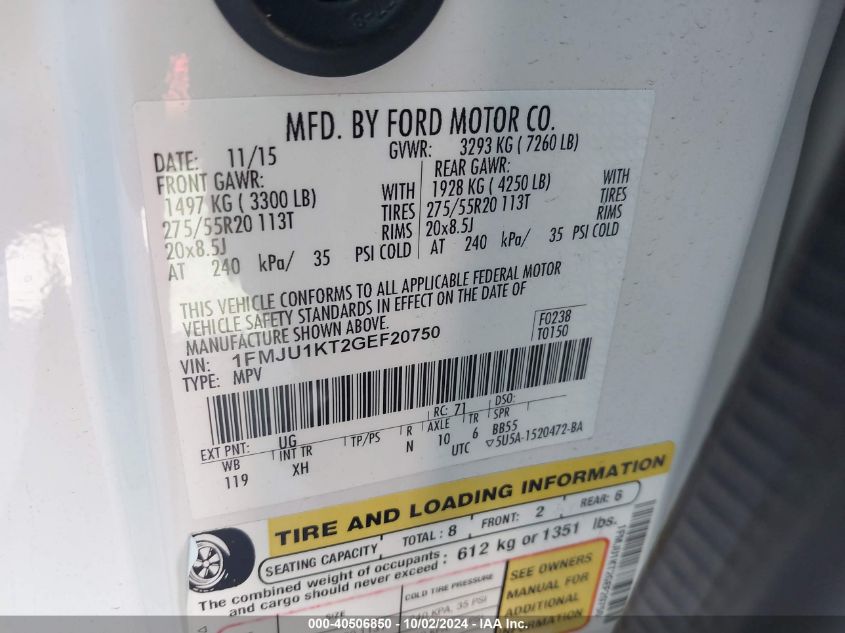 MFD. BY FORD MOTOR CO.
DATE: 11/15 GVWR: 3293 KG ( 7260 LB)
FRONT GAWR: REAR GAWR:
1497 KG ( 3300 LB) WITH 1928 KG ( 4250 LB) WITH
275/55R20 113T TIRES 275/55R20 113T TIRES
20x8.5J RIMS 20x8.5J RIMS
AT 240 kPa/ 35 PSI COLD AT 240 kPa/ 35 PSI COLD
THIS VEHICLE CONFORMS TO ALL APPLICABLE FEDERAL MOTOR
VEHICLE SAFETY STANDARDS IN EFFECT ON THE DATE OF
MANUFACTURE SHOWN ABOVE.
VIN: 1FMJU1KT2GEF20750
F0238
T0150
TYPE: MPV
EXT PNT: UG RC: 71 DSO:
WB INT TR TP/PS R AXLE TR SPR
119 XH N 10 6 BB55
UTC ▽5U5A-1520472-BA
TIRE AND LOADING INFORMATION
SEATING CAPACITY TOTAL: 8 FRONT: 2 REAR: 6
The combined weight of occupants
and cargo should never exceed : 612 kg or 1351 lbs.
SIZE COLD TIRE PRESSURE
SEE OWNERS
MANUAL FOR
ADDITIONAL
000-40506850 - 10/02/2024 - IAA Inc.